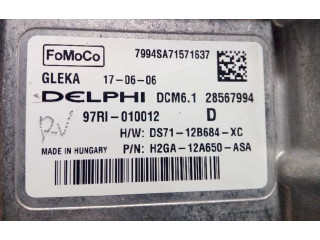 FoMoCo 7994SA71571637
GLEKA 17-06-06
DELPHI DCM6.1 28567994
97RI-010012 D
H/W: DS71-12B684-XC
MADE IN HUNGARY P/N: H2GA-12A650-ASA